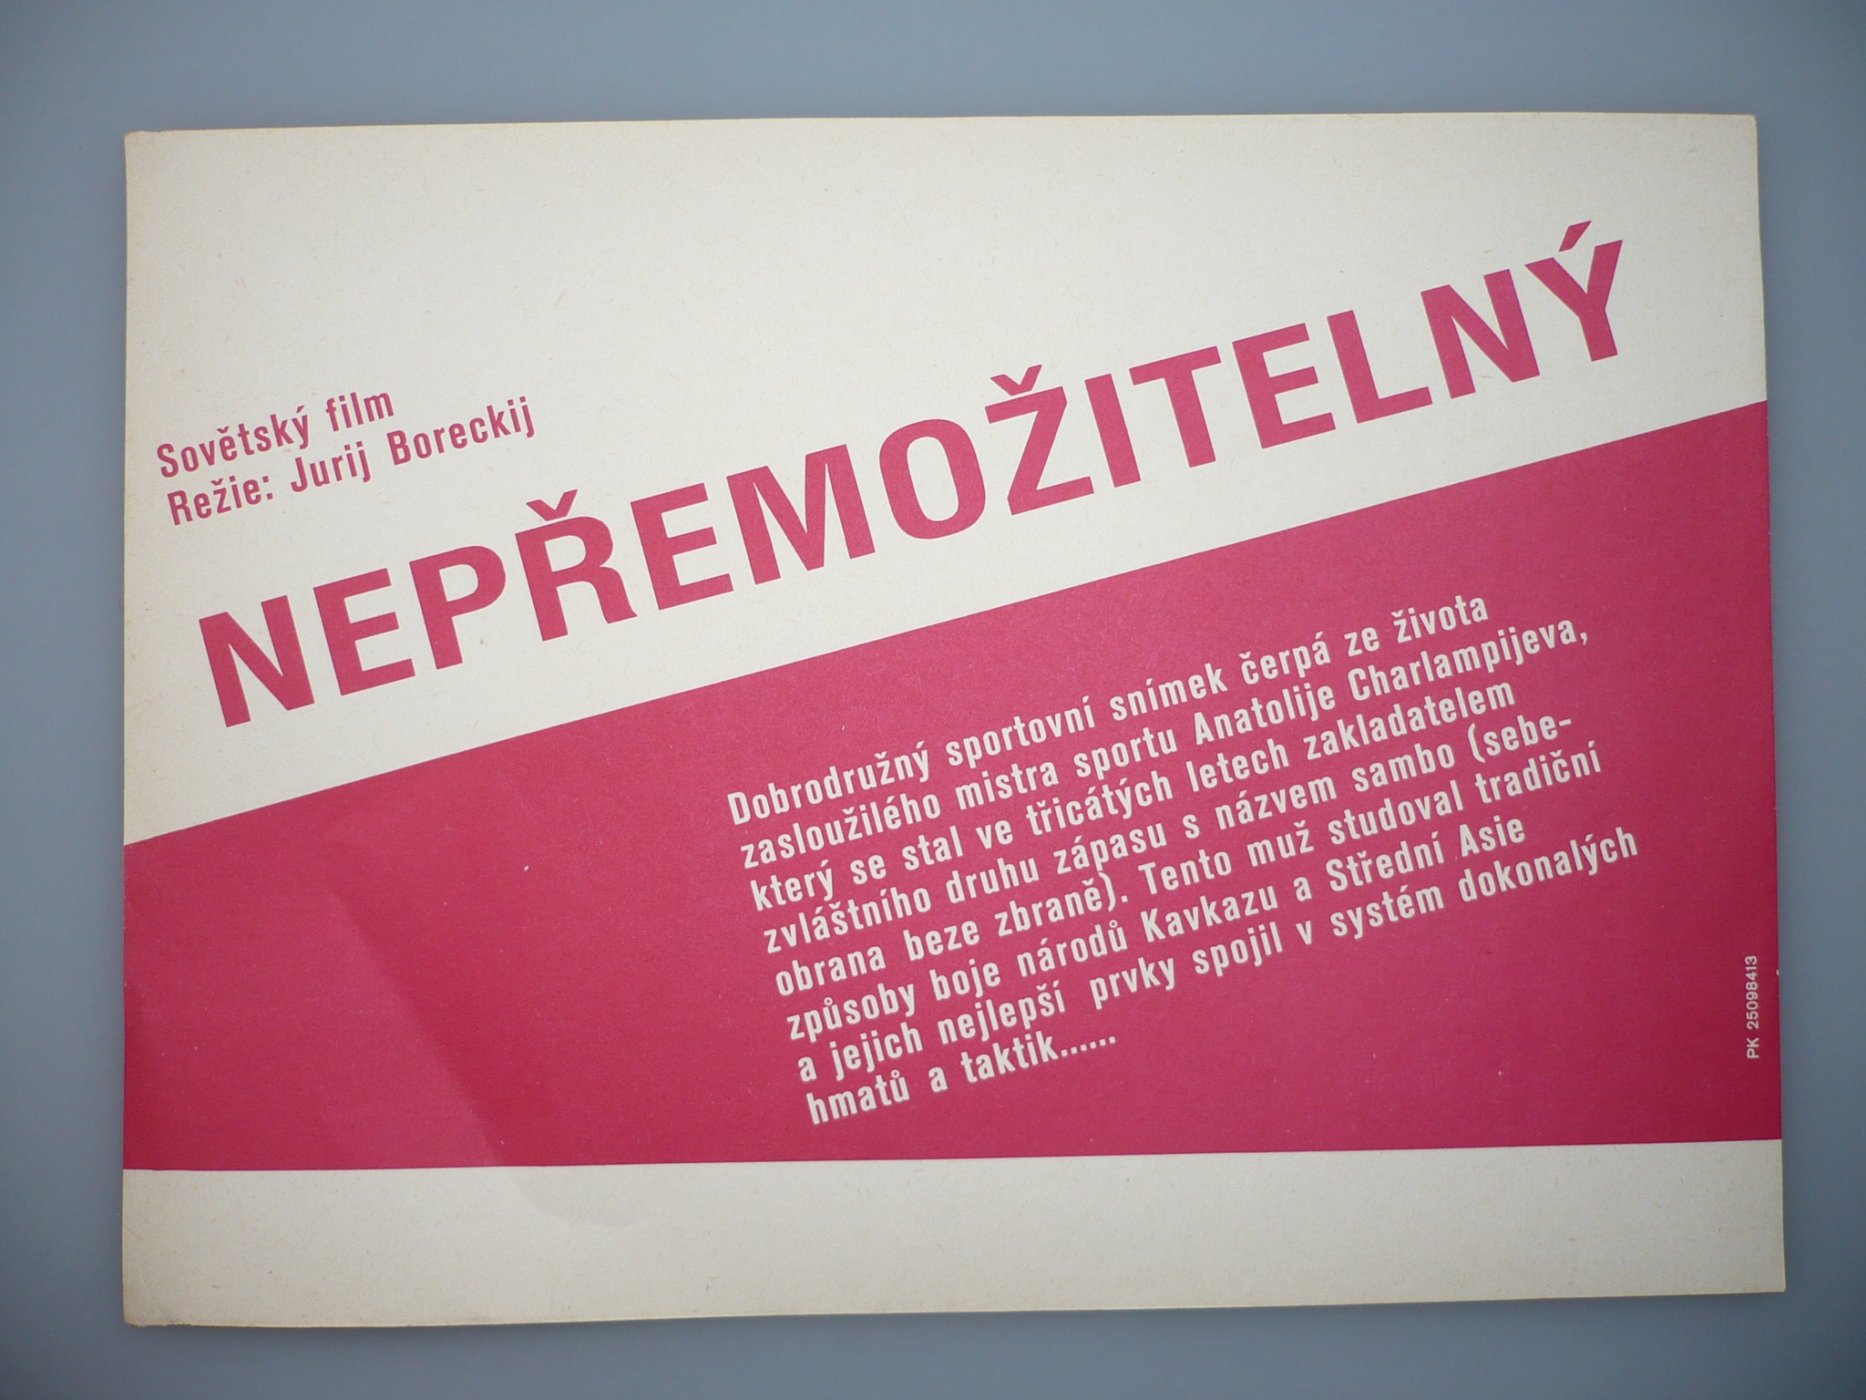 Sovětský film
Režie: Jurij Boreckij
NEPŘEMOŽITELNÝ
Dobrodružný sportovní snímek čerpá ze života
zasloužilého mistra sportu Anatolije Charlampijeva,
který se stal ve třicátých letech zakladatelem
zvláštního druhu zápasu s názvem sambo (sebe-
obrana beze zbraně). Tento muž studoval tradiční
způsoby boje národů Kavkazu a Střední Asie
a jejich nejlepší prvky spojil v systém dokonalých
hmatů a taktik......
PK 25098413